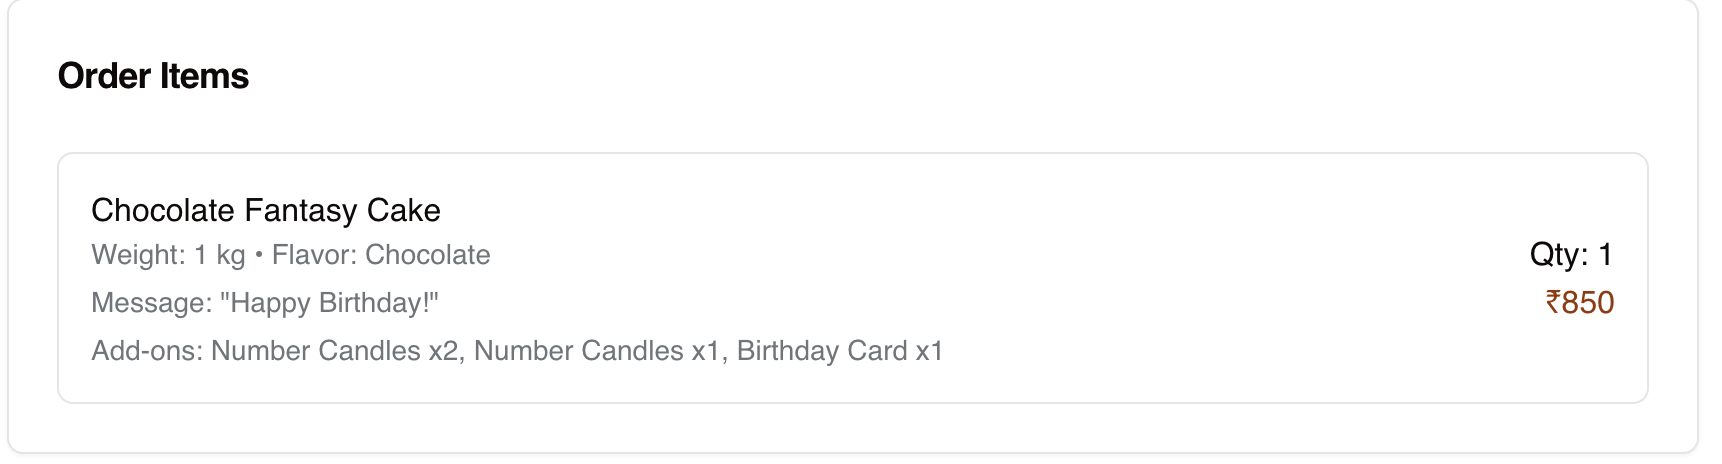 Order Items
Chocolate Fantasy Cake
Weight: 1 kg • Flavor: Chocolate
Qty: 1
Message: "Happy Birthday!"
₹850
Add-ons: Number Candles x2, Number Candles x1, Birthday Card x1